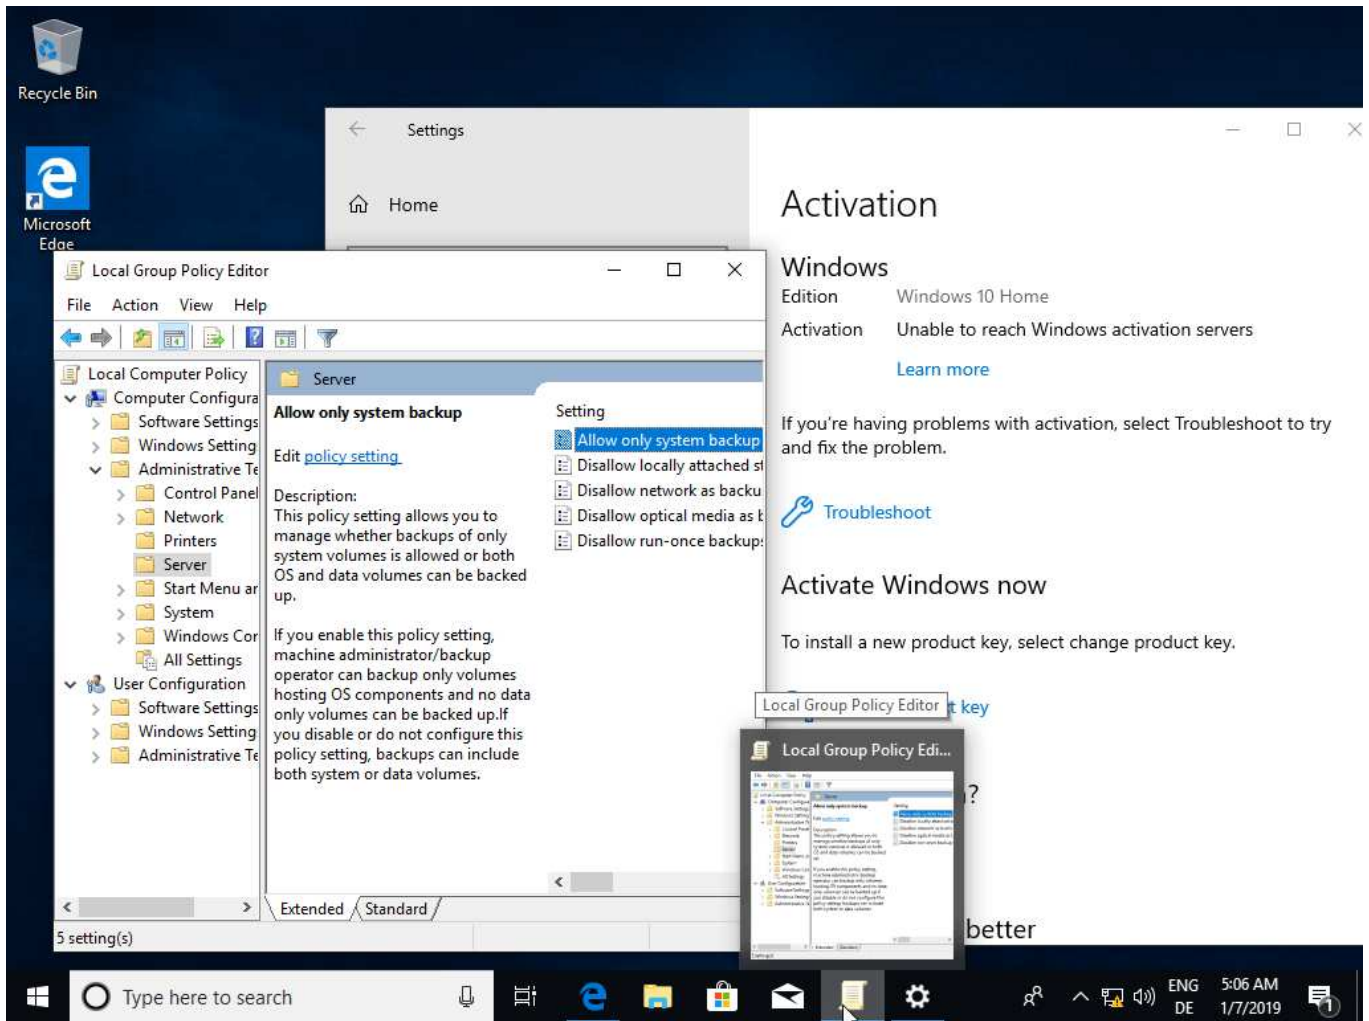 Recycle Bin
Microsoft
Edge
Settings
Home
Activation
Windows
Edition Windows 10 Home
Activation Unable to reach Windows activation servers
Learn more
If you're having problems with activation, select Troubleshoot to try
and fix the problem.
Troubleshoot
Activate Windows now
To install a new product key, select change product key.
t key
?
better
Local Group Policy Editor
File Action View Help
Local Computer Policy
Computer Configura
Software Settings
Windows Setting
Administrative Te
Control Panel
Network
Printers
Server
Start Menu ar
System
Windows Cor
All Settings
User Configuration
Software Settings
Windows Setting
Administrative Te
Server
Allow only system backup
Edit policy setting
Description:
This policy setting allows you to
manage whether backups of only
system volumes is allowed or both
OS and data volumes can be backed
up.
If you enable this policy setting,
machine administrator/backup
operator can backup only volumes
hosting OS components and no data
only volumes can be backed up.If
you disable or do not configure this
policy setting, backups can include
both system or data volumes.
Setting
Allow only system backup
Disallow locally attached st
Disallow network as backu
Disallow optical media as b
Disallow run-once backups
Extended Standard
5 setting(s)
Local Group Policy Editor
Local Group Policy Edi...
Type here to search
ENG
DE
5:06 AM
1/7/2019
1